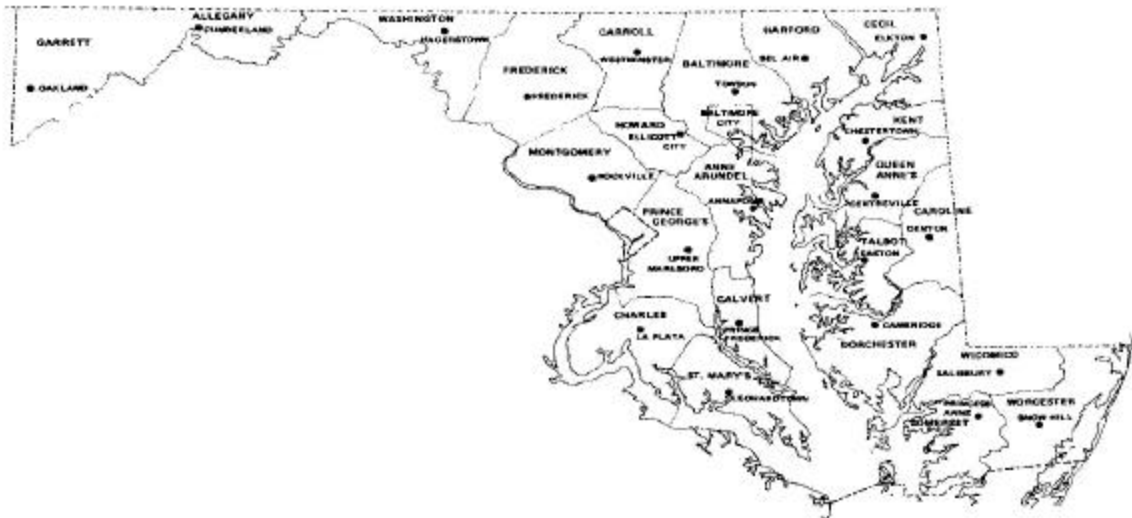 GARRETT
OAKLAND
ALLEGANY
CUMBERLAND
WASHINGTON
HAGERSTOWN
FREDERICK
FREDERICK
CARROLL
WESTMINSTER
BALTIMORE
TOWSON
BALTIMORE
CITY
HARFORD
BEL AIR
CECIL
ELKTON
KENT
CHESTERTOWN
HOWARD
ELLICOTT
CITY
MONTGOMERY
ROCKVILLE
ANNE
ARUNDEL
ANNAPOLIS
QUEEN
ANNE'S
CENTREVILLE
CAROLINE
DENTON
TALBOT
EASTON
PRINCE
GEORGE'S
UPPER
MARLBORO
CALVERT
PRINCE
FREDERICK
CHARLES
LA PLATA
ST. MARY'S
LEONARDTOWN
CAMBRIDGE
DORCHESTER
WICOMICO
SALISBURY
PRINCESS
ANNE
SOMERSET
WORCESTER
SNOW HILL